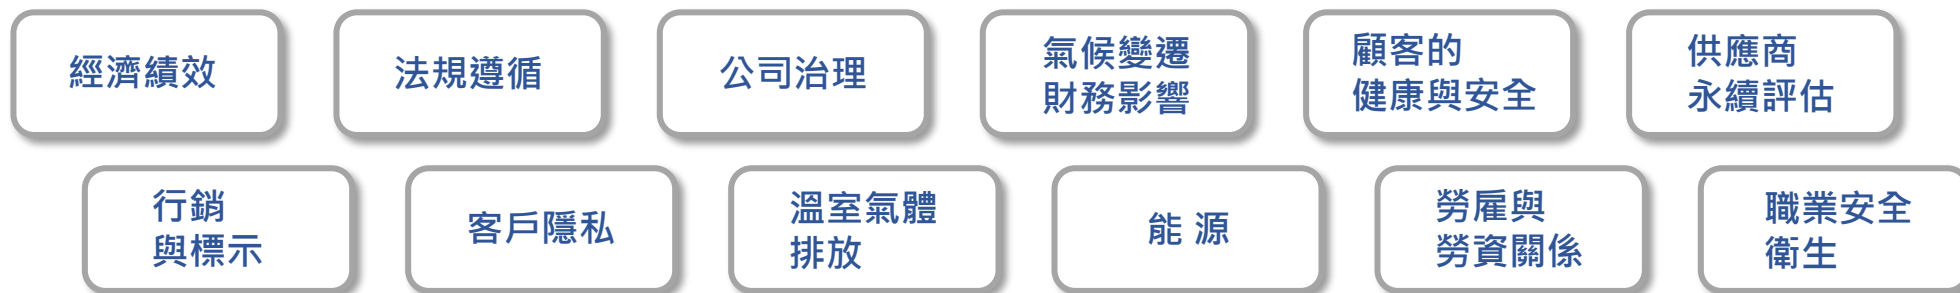 經濟績效
法規遵循
公司治理
氣候變遷
財務影響
顧客的
健康與安全
供應商
永續評估
行銷
與標示
客戶隱私
溫室氣體
排放
能 源
勞雇與
勞資關係
職業安全
衛生